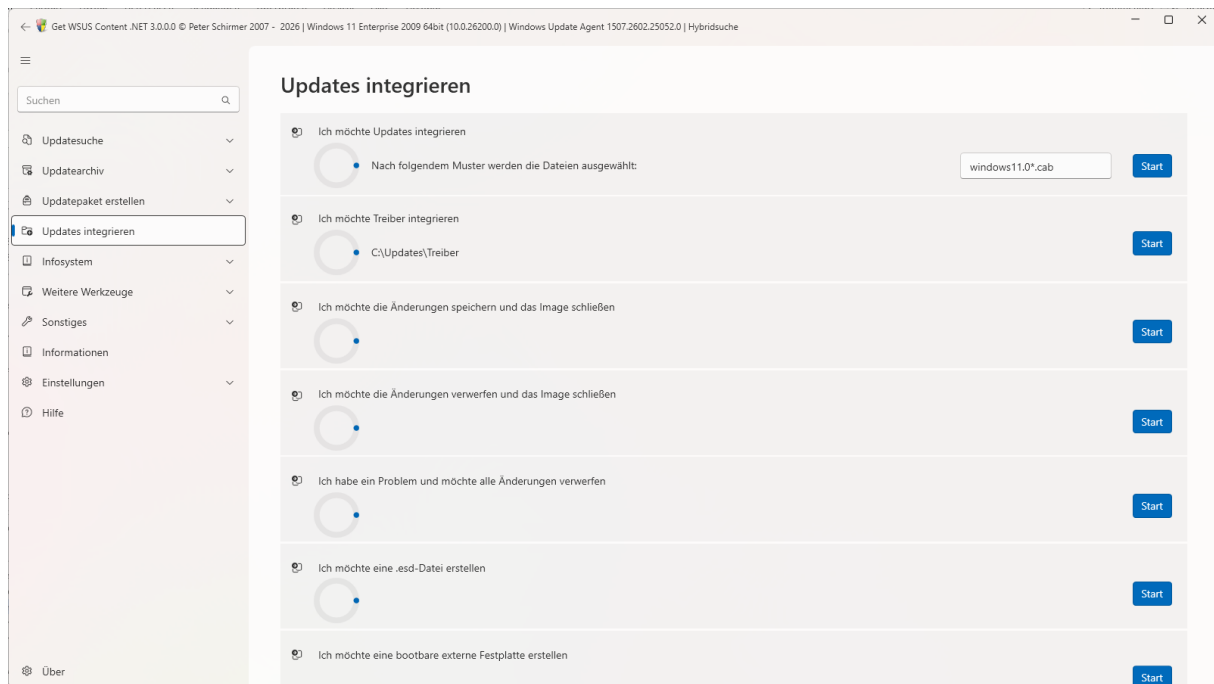 Get WSUS Content .NET 3.0.0.0 © Peter Schirmer 2007 - 2026 | Windows 11 Enterprise 2009 64bit (10.0.26200.0) | Windows Update Agent 1507.2602.25052.0 | Hybridsuche
Suchen
Updatesuche
Updatearchiv
Updatepaket erstellen
Updates integrieren
Infosystem
Weitere Werkzeuge
Sonstiges
Informationen
Einstellungen
Hilfe
Über
Updates integrieren
Ich möchte Updates integrieren
Nach folgendem Muster werden die Dateien ausgewählt: windows11.0*.cab Start
Ich möchte Treiber integrieren
C:\Updates\Treiber Start
Ich möchte die Änderungen speichern und das Image schließen
Start
Ich möchte die Änderungen verwerfen und das Image schließen
Start
Ich habe ein Problem und möchte alle Änderungen verwerfen
Start
Ich möchte eine .esd-Datei erstellen
Start
Ich möchte eine bootbare externe Festplatte erstellen
Start